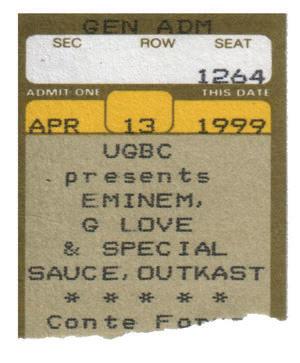 GEN ADM
SEC ROW SEAT
1264
ADMIT ONE THIS DATE
APR 13 1999
UGBC
presents
EMINEM,
G LOVE
& SPECIAL
SAUCE, OUTKAST
* * * * *
Conte Forum